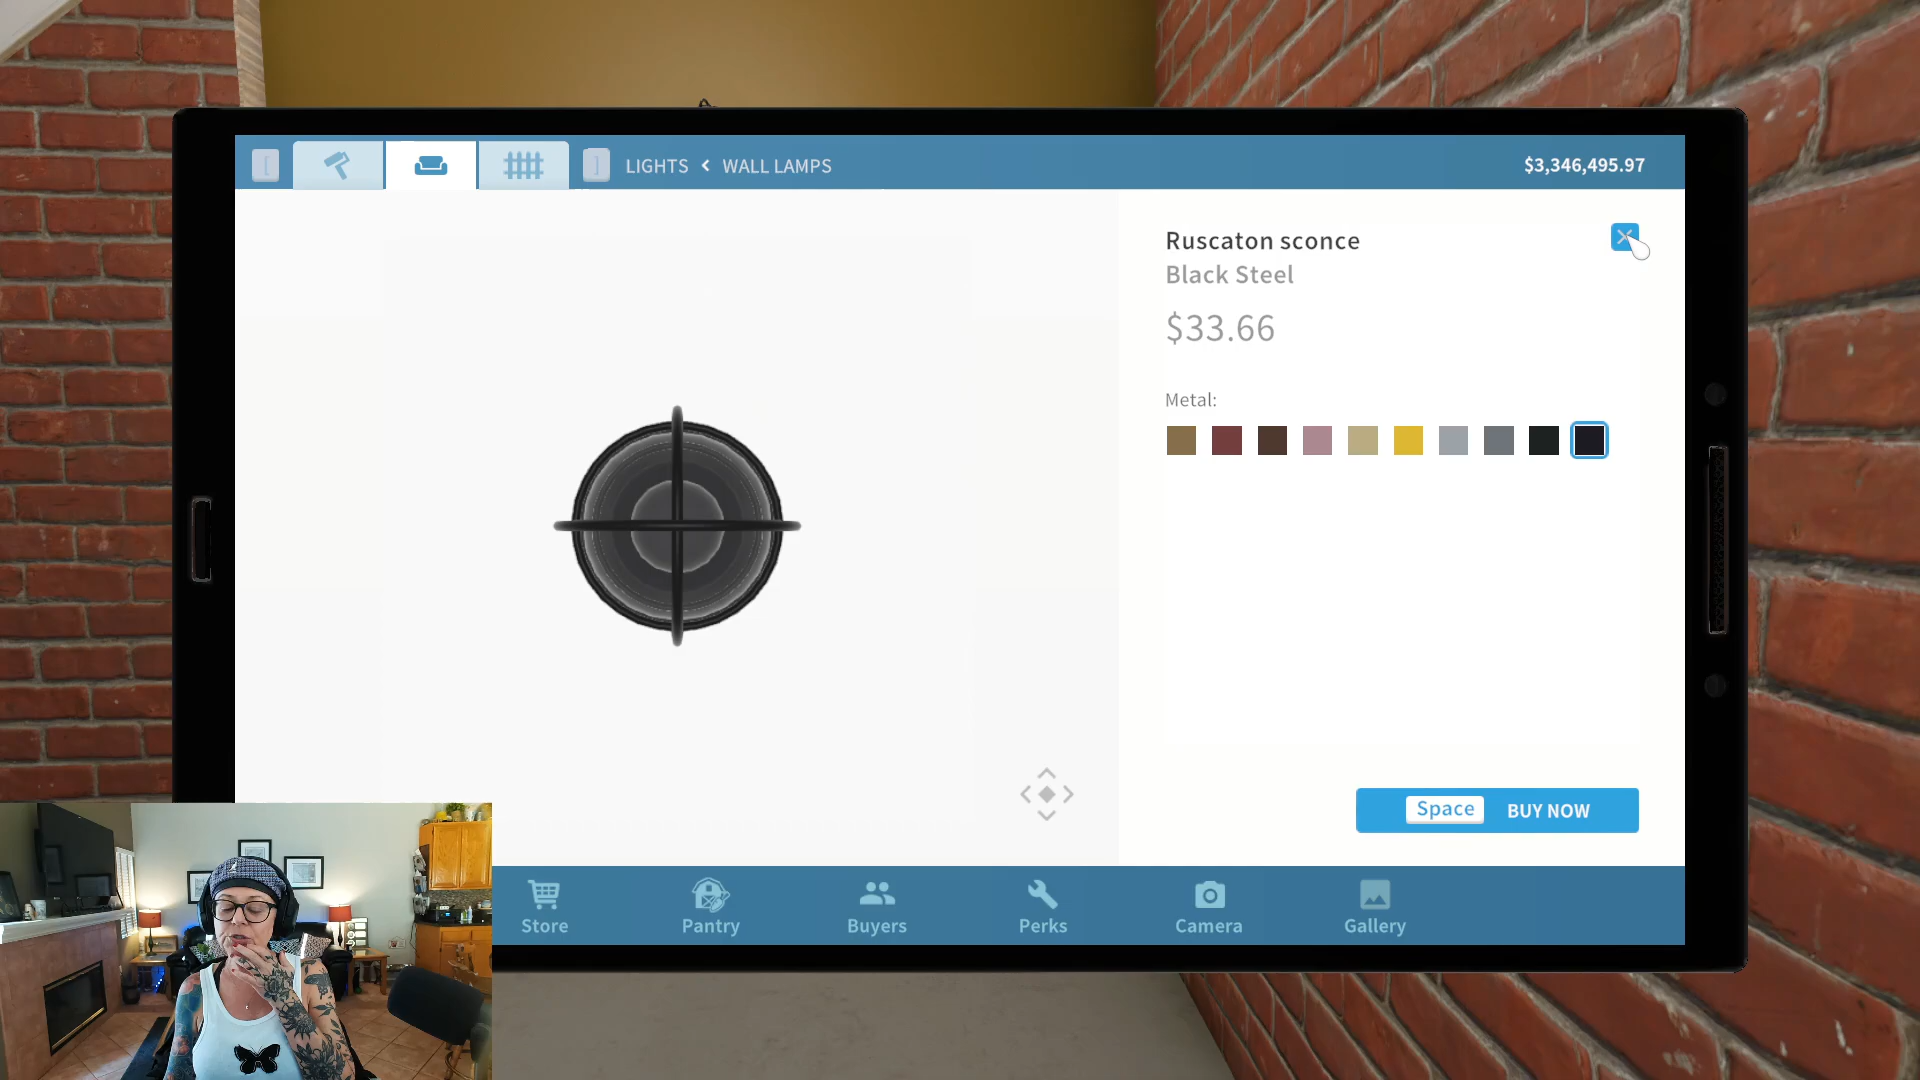 [
]
LIGHTS < WALL LAMPS
$3,346,495.97
Ruscaton sconce
Black Steel
$33.66
Metal:
Space BUY NOW
Store
Pantry
Buyers
Perks
Camera
Gallery